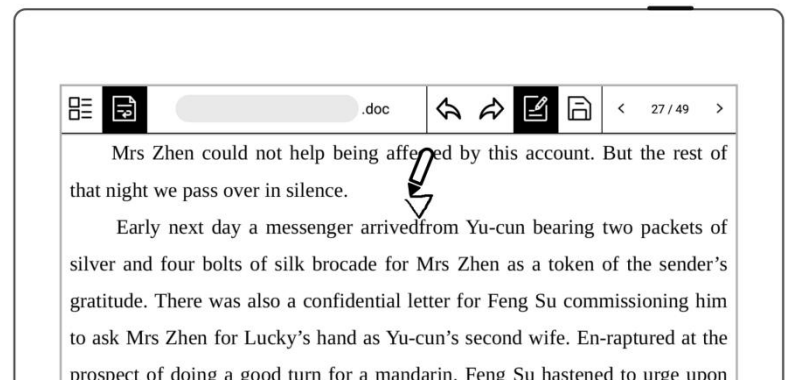 .doc
27 / 49
Mrs Zhen could not help being affected by this account. But the rest of
that night we pass over in silence.
Early next day a messenger arrivedfrom Yu-cun bearing two packets of
silver and four bolts of silk brocade for Mrs Zhen as a token of the sender’s
gratitude. There was also a confidential letter for Feng Su commissioning him
to ask Mrs Zhen for Lucky’s hand as Yu-cun’s second wife. En-raptured at the
prospect of doing a good turn for a mandarin, Feng Su hastened to urge upon